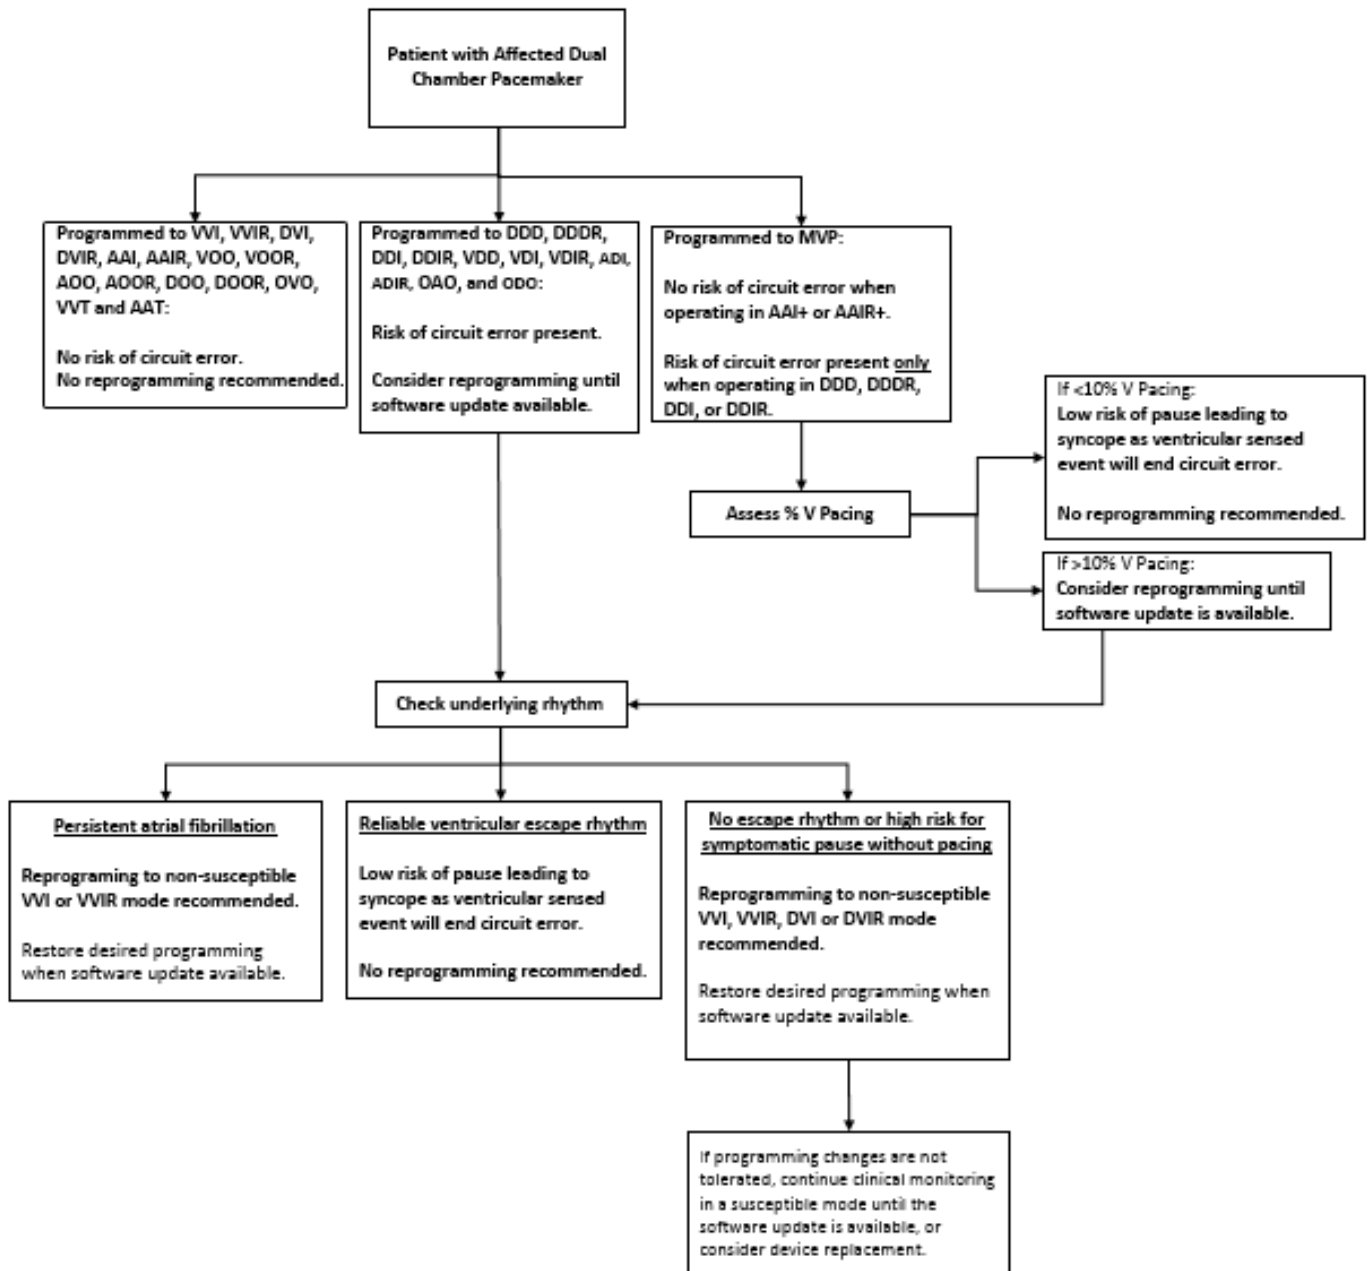 Patient with Affected Dual
Chamber Pacemaker
Programmed to VVI, VVIR, DVI,
DVIR, AAI, AAIR, VOO, VOOR,
AOO, AOOR, DOO, DOOR, OVO,
VVT and AAT:
No risk of circuit error.
No reprogramming recommended.
Programmed to DDD, DDDR,
DDI, DDIR, VDD, VDI, VDIR, ADI,
ADIR, OAO, and ODO:
Risk of circuit error present.
Consider reprogramming until
software update available.
Programmed to MVP:
No risk of circuit error when
operating in AAI+ or AAIR+.
Risk of circuit error present only
when operating in DDD, DDDR,
DDI, or DDIR.
Assess % V Pacing
If <10% V Pacing:
Low risk of pause leading to
syncope as ventricular sensed
event will end circuit error.
No reprogramming recommended.
If >10% V Pacing:
Consider reprogramming until
software update is available.
Check underlying rhythm
Persistent atrial fibrillation
Reprograming to non-susceptible
VVI or VVIR mode recommended.
Restore desired programming
when software update available.
Reliable ventricular escape rhythm
Low risk of pause leading to
syncope as ventricular sensed
event will end circuit error.
No reprogramming recommended.
No escape rhythm or high risk for
symptomatic pause without pacing
Reprograming to non-susceptible
VVI, VVIR, DVI or DVIR mode
recommended.
Restore desired programming when
software update available.
If programming changes are not
tolerated, continue clinical monitoring
in a susceptible mode until the
software update is available, or
consider device replacement.